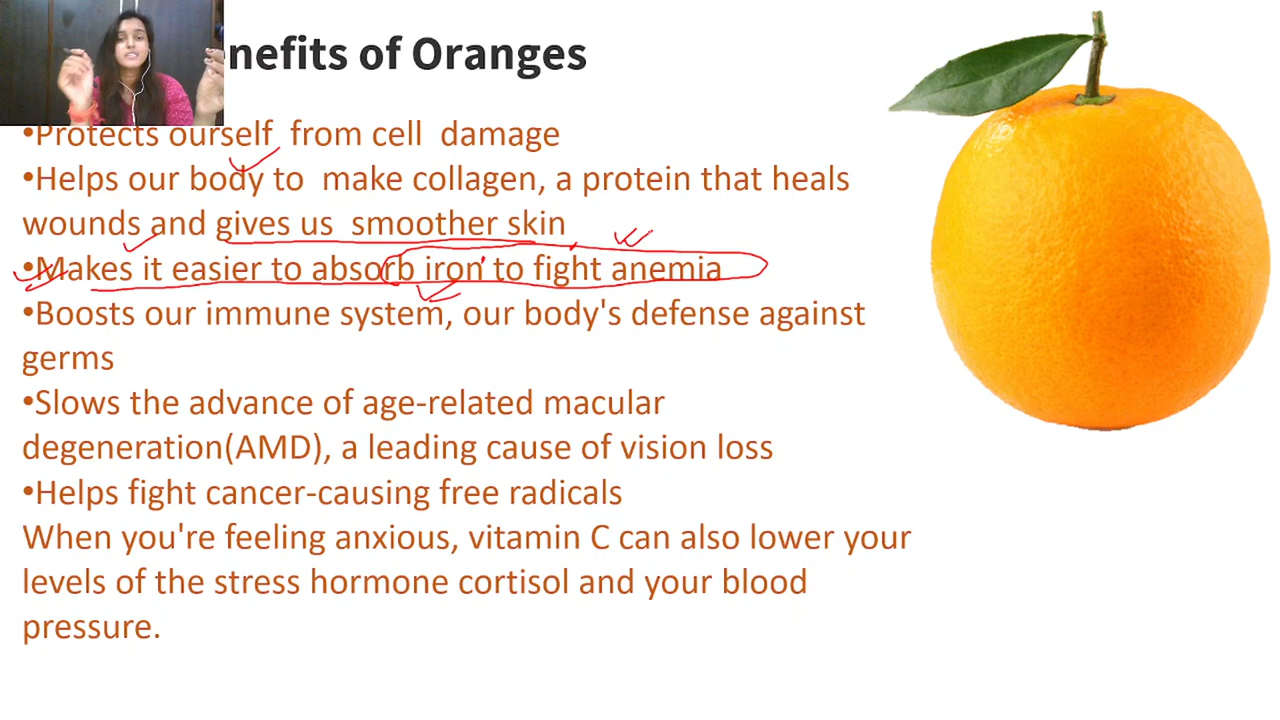 nefits of Oranges
•Protects ourself from cell damage
•Helps our body to make collagen, a protein that heals
wounds and gives us smoother skin
•Makes it easier to absorb iron to fight anemia
•Boosts our immune system, our body's defense against
germs
•Slows the advance of age-related macular
degeneration(AMD), a leading cause of vision loss
•Helps fight cancer-causing free radicals
When you're feeling anxious, vitamin C can also lower your
levels of the stress hormone cortisol and your blood
pressure.